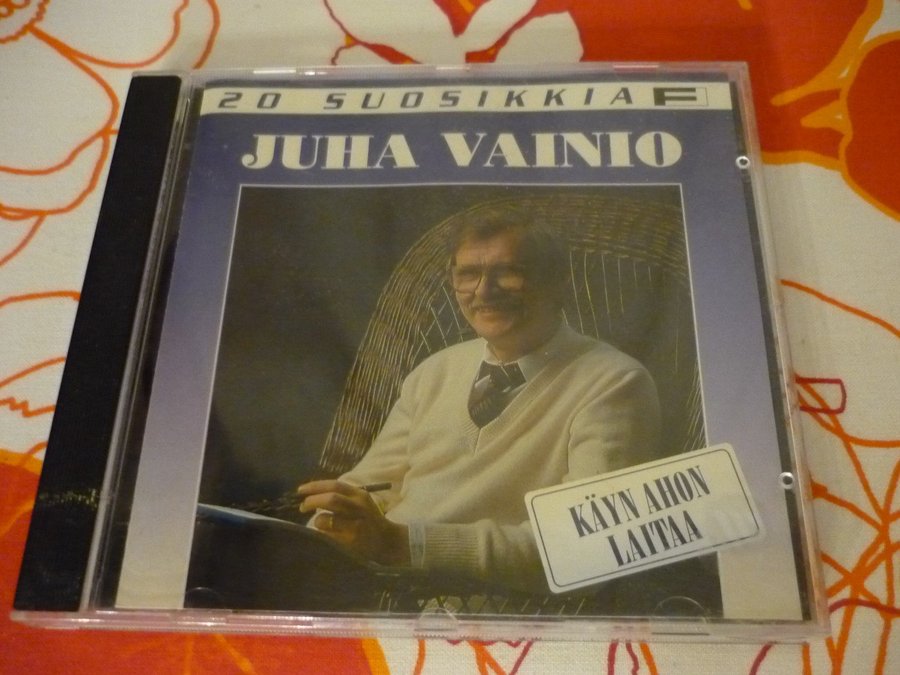 20 SUOSIKKIA F
JUHA VAINIO
KÄYN AHON
LAITAA